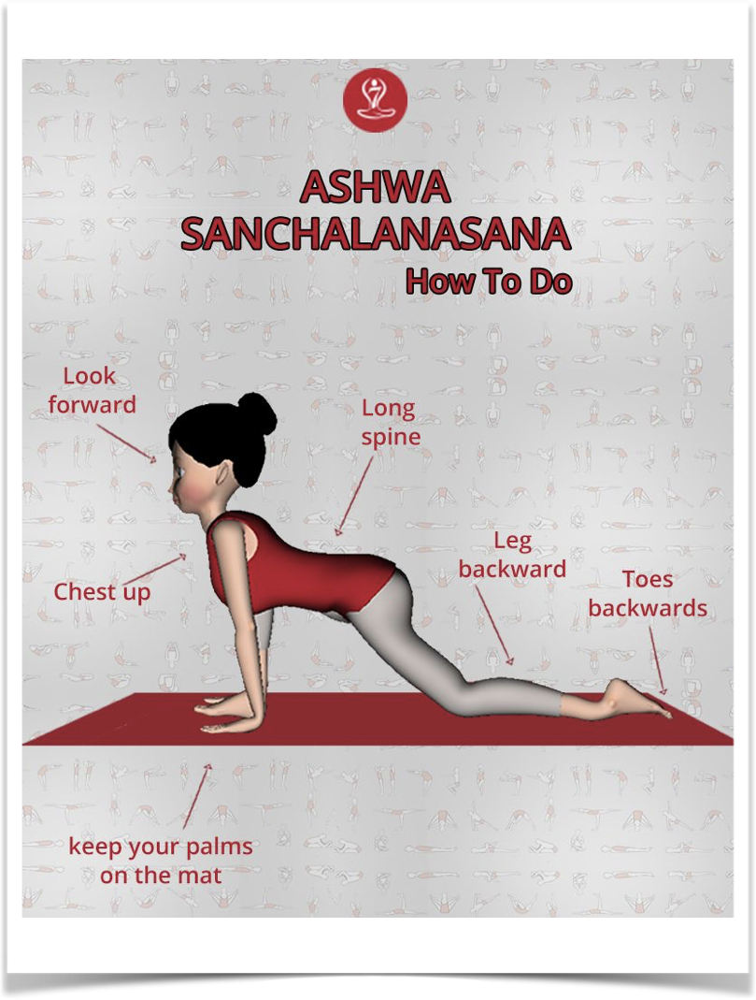 ASHWA
SANCHALANASANA
How To Do
Look
forward
Long
spine
Leg
backward
Toes
backwards
Chest up
keep your palms
on the mat